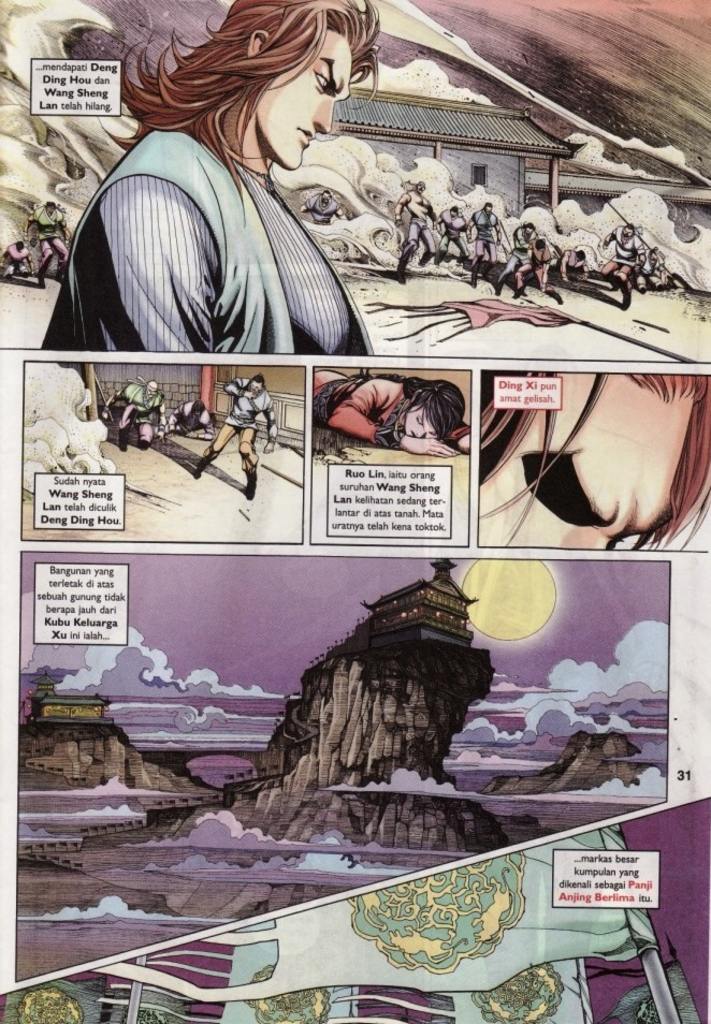 ...mendapati Deng
Ding Hou dan
Wang Sheng
Lan telah hilang.
Sudah nyata
Wang Sheng
Lan telah diculik
Deng Ding Hou.
Ruo Lin, iaitu orang
suruhan Wang Sheng
Lan kelihatan sedang ter-
lantar di atas tanah. Mata
uratnya telah kena toktok.
Ding Xi pun
amat gelisah.
Bangunan yang
terletak di atas
sebuah gunung tidak
berapa jauh dari
Kubu Keluarga
Xu ini ialah...
31
...markas besar
kumpulan yang
dikenali sebagai Panji
Anjing Berlima itu.